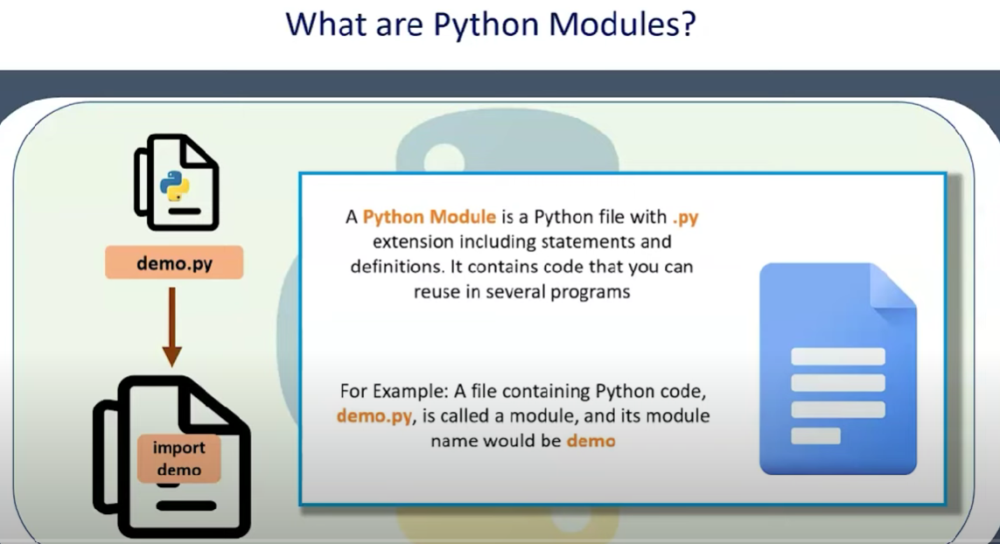 What are Python Modules?
demo.py
import
demo
A Python Module is a Python file with .py
extension including statements and
definitions. It contains code that you can
reuse in several programs
For Example: A file containing Python code,
demo.py, is called a module, and its module
name would be demo